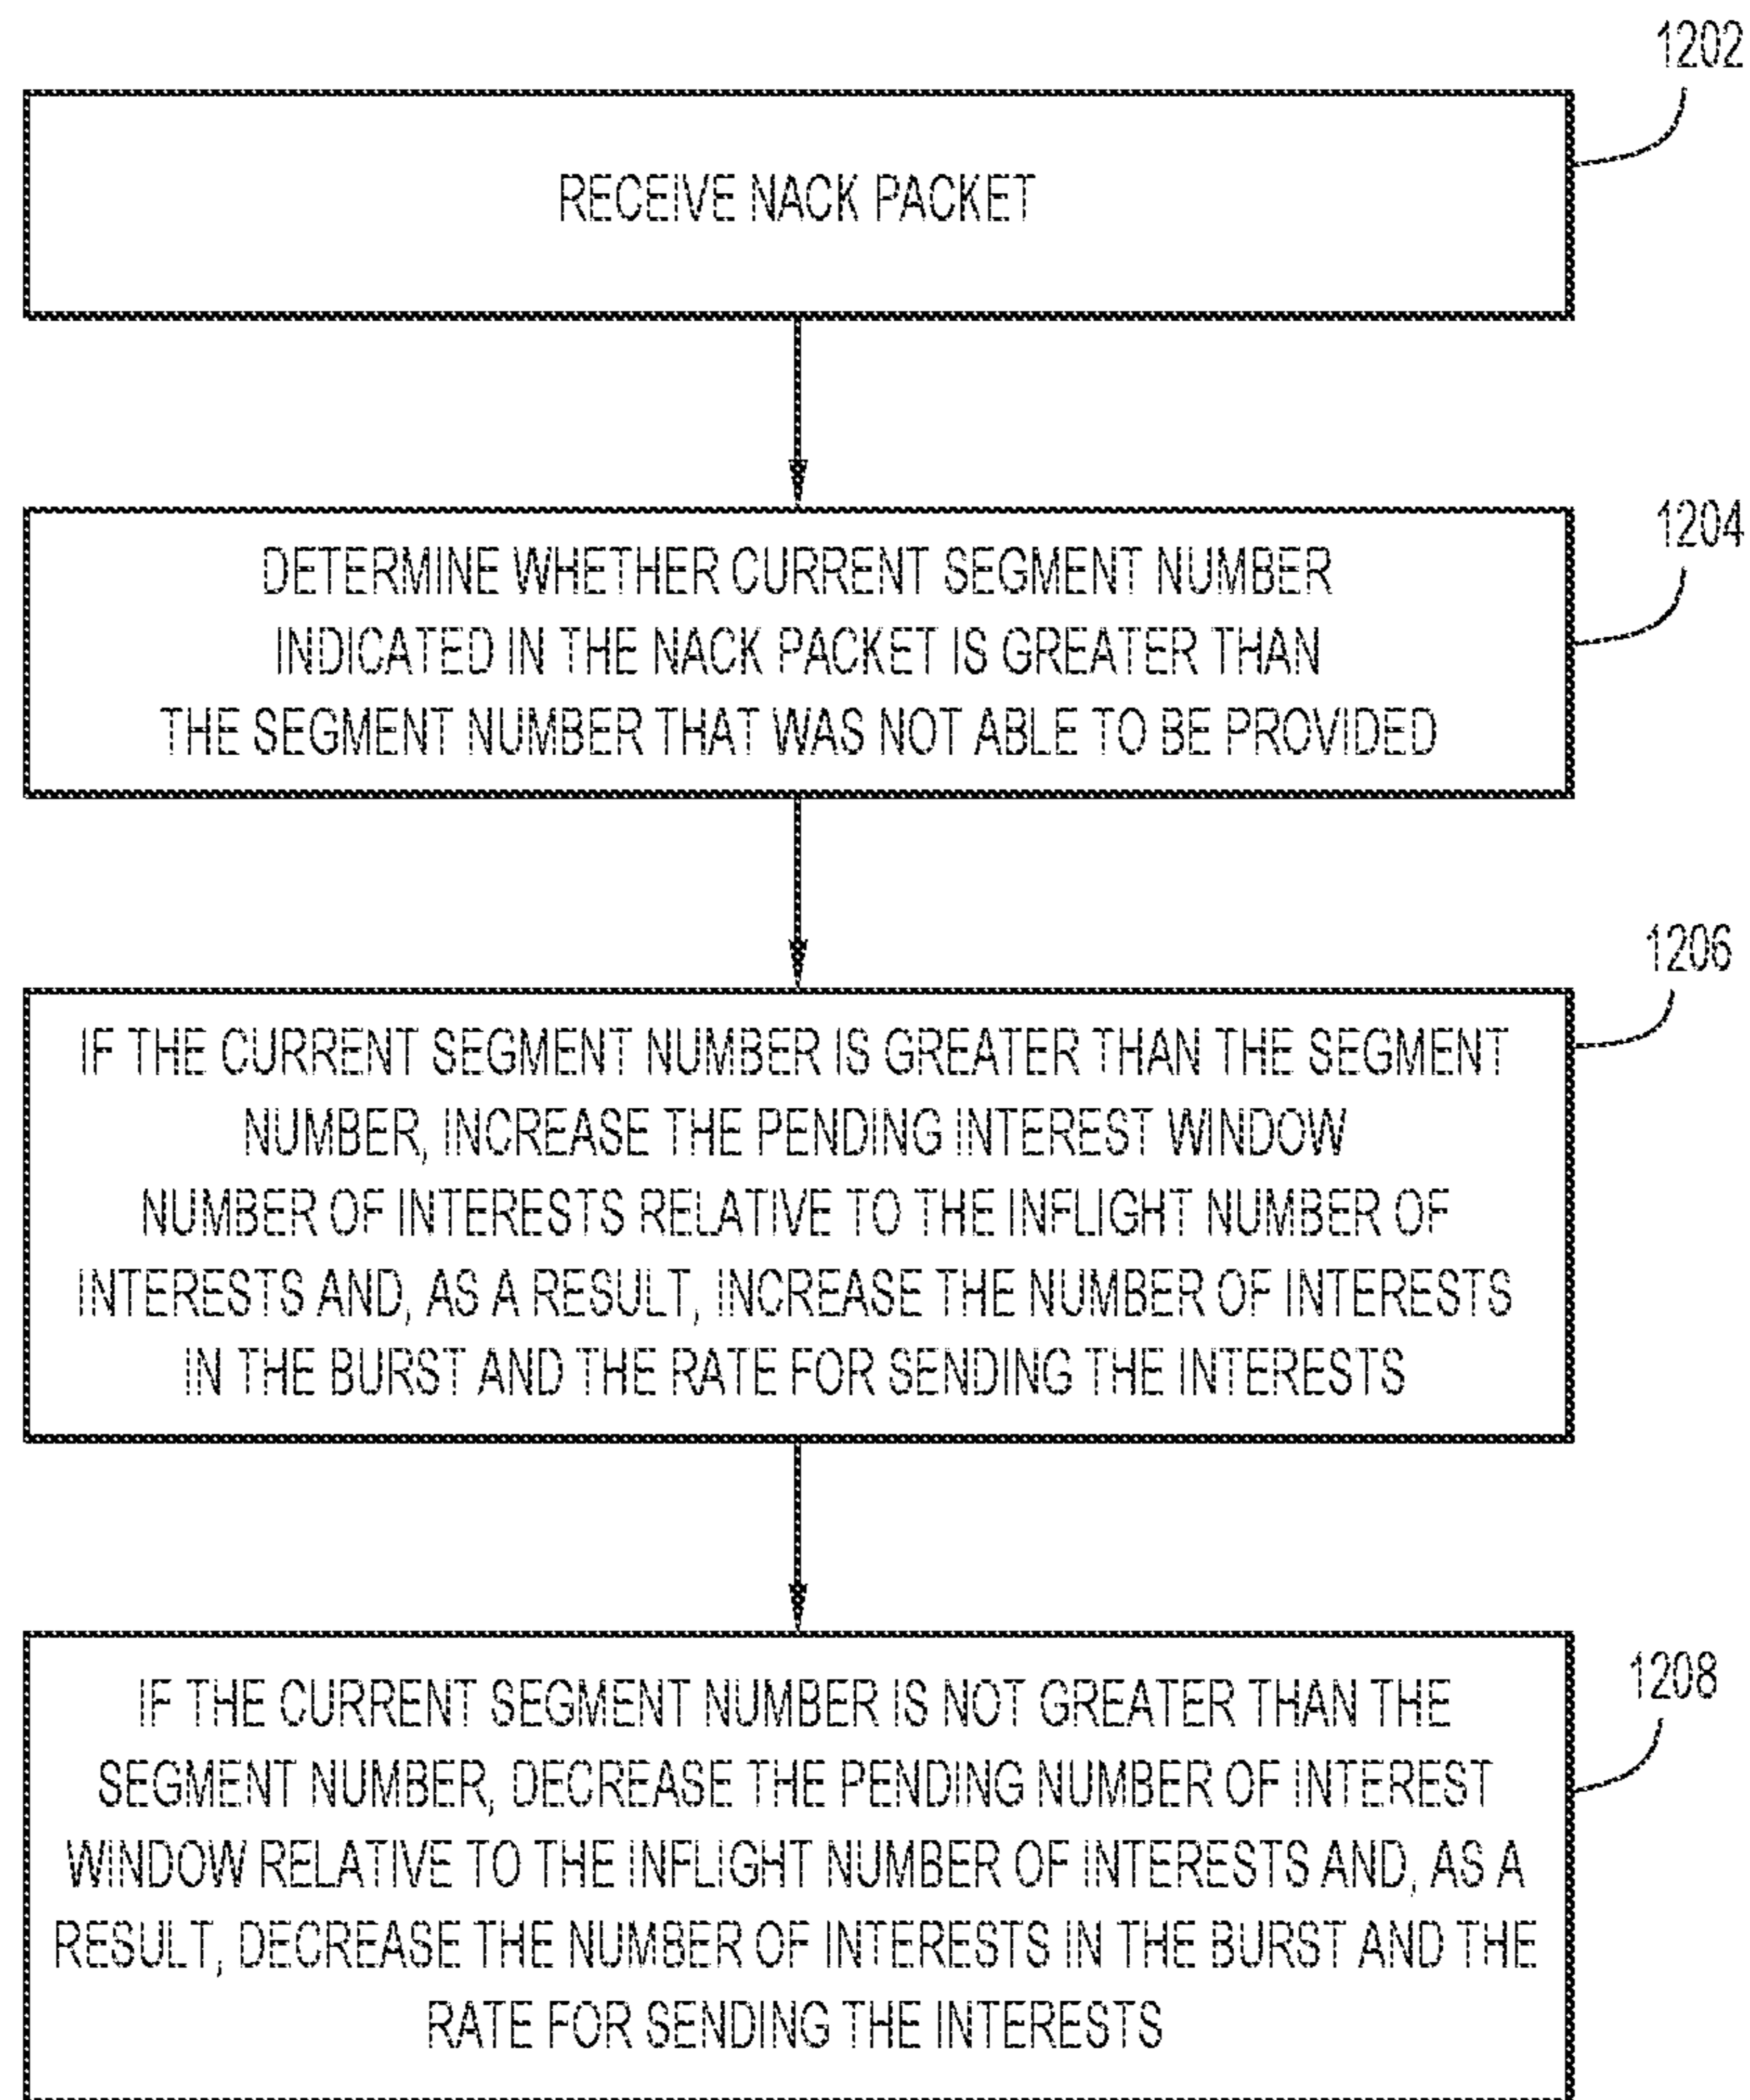 1202
RECEIVE NACK PACKET
1204
DETERMINE WHETHER CURRENT SEGMENT NUMBER
INDICATED IN THE NACK PACKET IS GREATER THAN
THE SEGMENT NUMBER THAT WAS NOT ABLE TO BE PROVIDED
1206
IF THE CURRENT SEGMENT NUMBER IS GREATER THAN THE SEGMENT
NUMBER, INCREASE THE PENDING INTEREST WINDOW
NUMBER OF INTERESTS RELATIVE TO THE INFLIGHT NUMBER OF
INTERESTS AND, AS A RESULT, INCREASE THE NUMBER OF INTERESTS
IN THE BURST AND THE RATE FOR SENDING THE INTERESTS
1208
IF THE CURRENT SEGMENT NUMBER IS NOT GREATER THAN THE
SEGMENT NUMBER, DECREASE THE PENDING NUMBER OF INTEREST
WINDOW RELATIVE TO THE INFLIGHT NUMBER OF INTERESTS AND, AS A
RESULT, DECREASE THE NUMBER OF INTERESTS IN THE BURST AND THE
RATE FOR SENDING THE INTERESTS